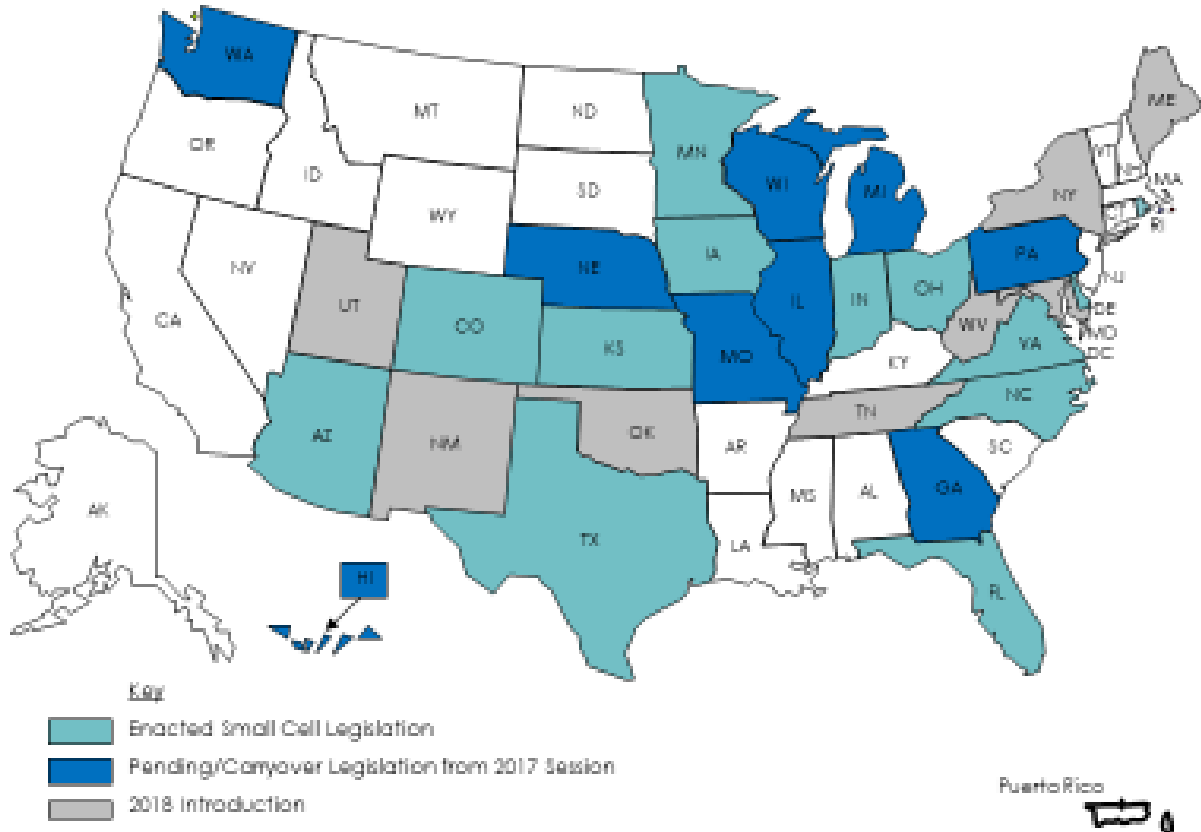 WA
MT
ND
MN
ME
OR
ID
SD
WI
MI
NY
VT
NH
MA
RI
CT
WY
IA
PA
NJ
NV
NE
IL
IN
OH
DE
MD
DC
CA
UT
CO
KS
MO
KY
WV
VA
NC
TN
AZ
NM
OK
AR
SC
MS
AL
GA
AK
TX
LA
FL
HI
Key
Enacted Small Cell Legislation
Pending/Carryover Legislation from 2017 Session
2018 Introduction
Puerto Rico